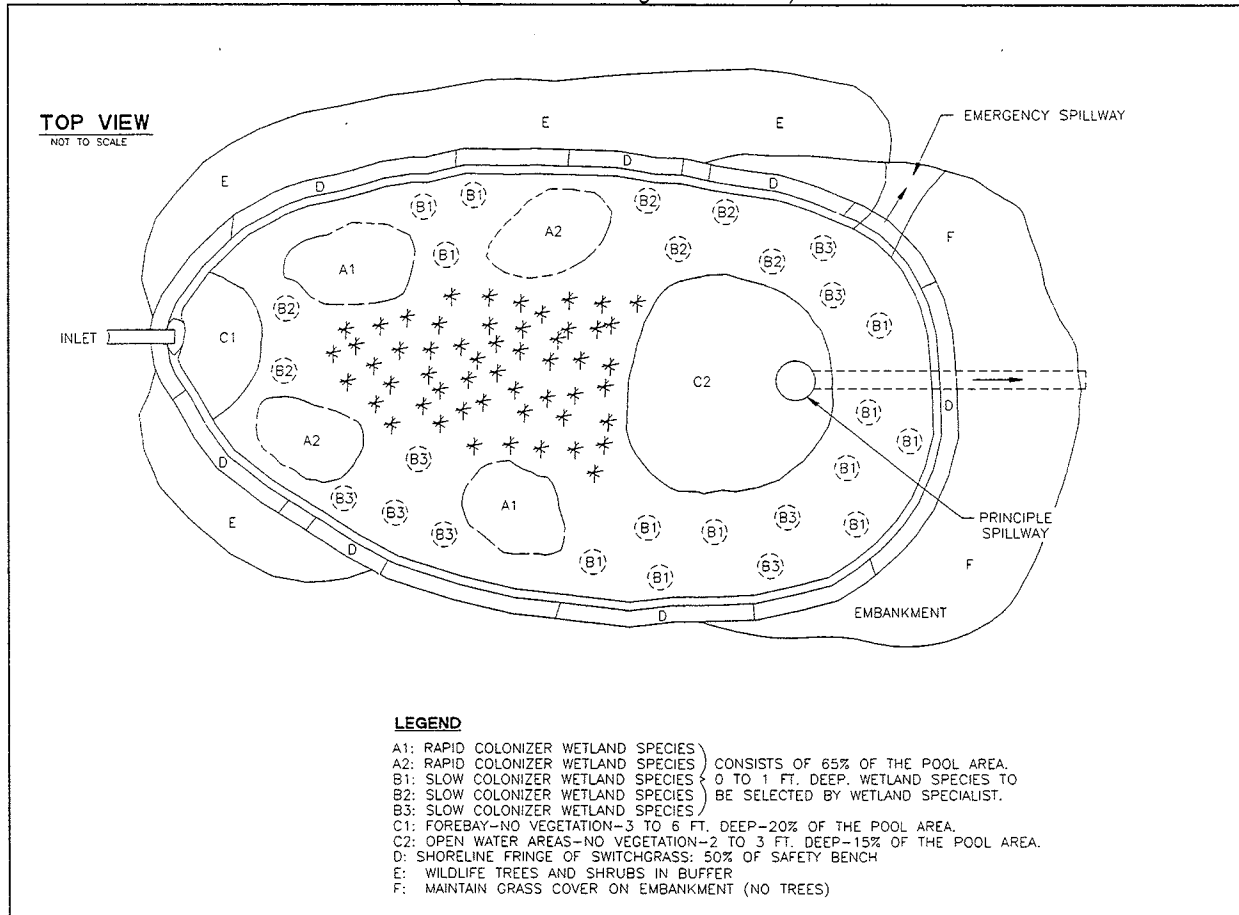 TOP VIEW
NOT TO SCALE
E
E
EMERGENCY SPILLWAY
D
D
D
E
B1
B1
B2
B2
A2
F
B1
B2
B2
B3
A1
B3
B2
B1
INLET
C1
B2
C2
B1
D
B1
A2
B3
B1
B3
B3
A1
B3
B1
B1
B3
B1
PRINCIPLE
SPILLWAY
D
E
D
B1
B1
B3
F
D
EMBANKMENT
LEGEND
A1: RAPID COLONIZER WETLAND SPECIES
A2: RAPID COLONIZER WETLAND SPECIES CONSISTS OF 65% OF THE POOL AREA.
B1: SLOW COLONIZER WETLAND SPECIES 0 TO 1 FT. DEEP. WETLAND SPECIES TO
B2: SLOW COLONIZER WETLAND SPECIES BE SELECTED BY WETLAND SPECIALIST.
B3: SLOW COLONIZER WETLAND SPECIES
C1: FOREBAY-NO VEGETATION-3 TO 6 FT. DEEP-20% OF THE POOL AREA.
C2: OPEN WATER AREAS-NO VEGETATION-2 TO 3 FT. DEEP-15% OF THE POOL AREA.
D: SHORELINE FRINGE OF SWITCHGRASS: 50% OF SAFETY BENCH
E: WILDLIFE TREES AND SHRUBS IN BUFFER
F: MAINTAIN GRASS COVER ON EMBANKMENT (NO TREES)